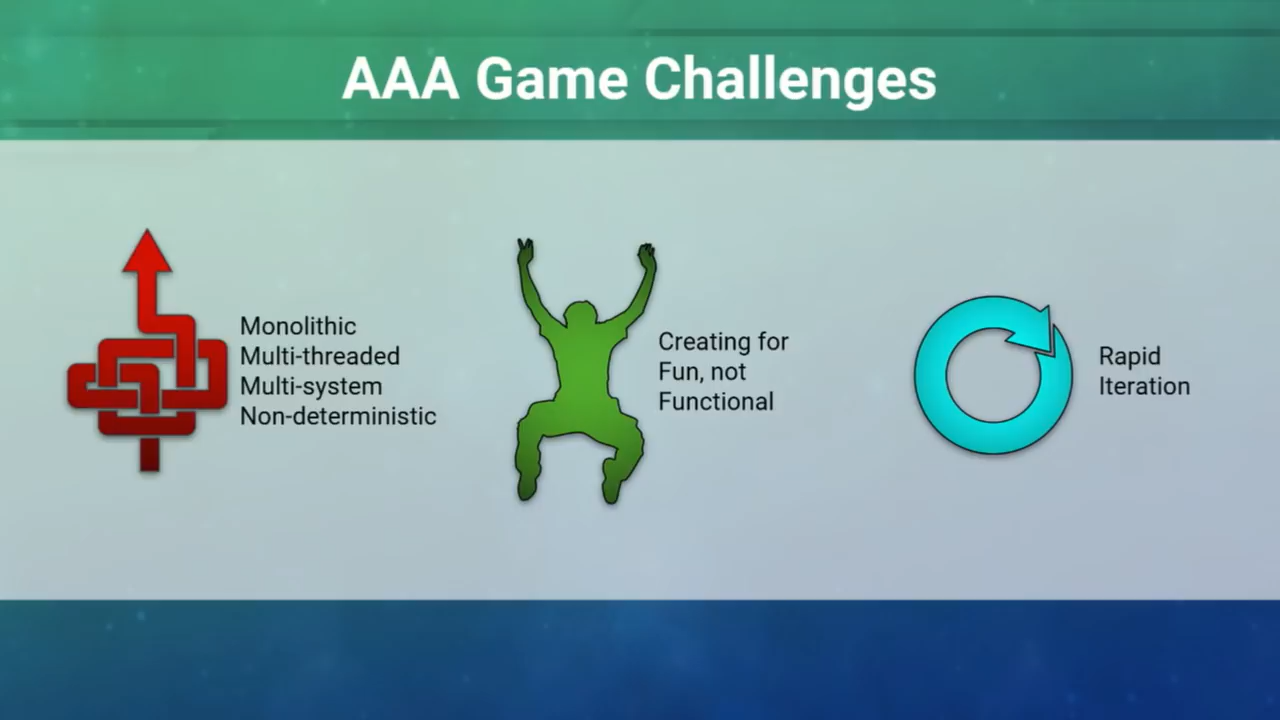 AAA Game Challenges
Monolithic
Multi-threaded
Multi-system
Non-deterministic
Creating for
Fun, not
Functional
Rapid
Iteration